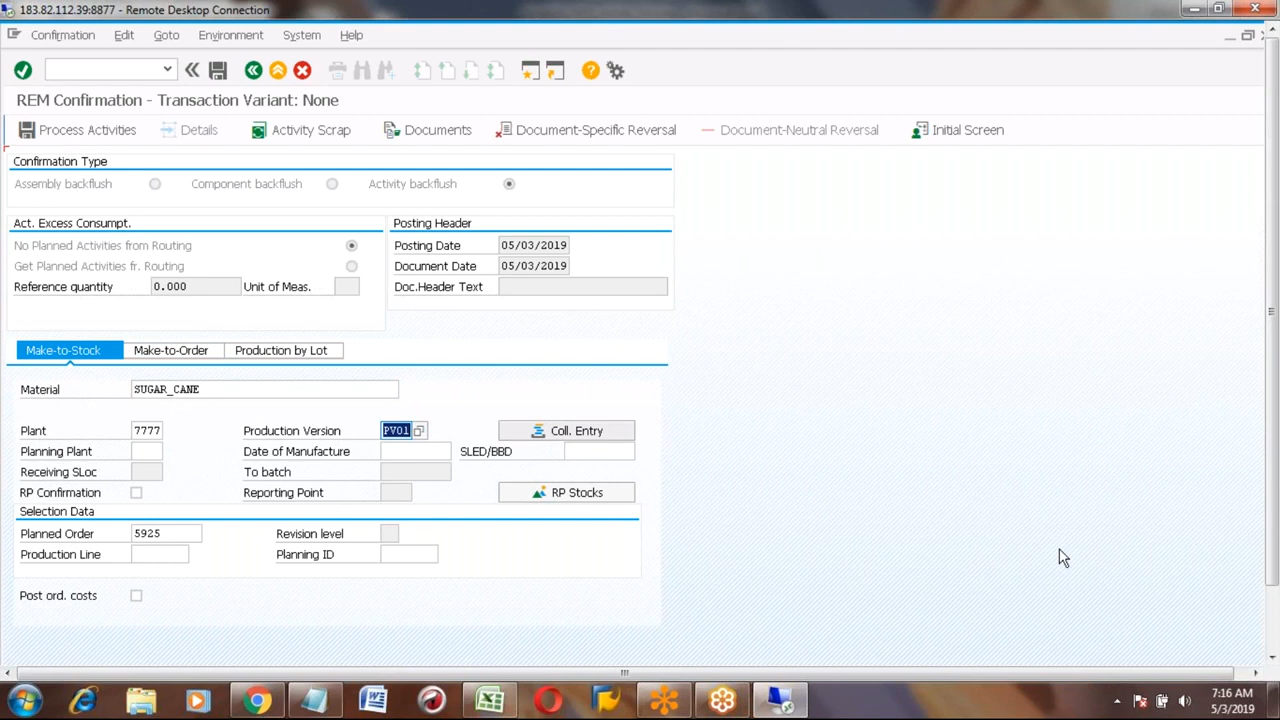 183.82.112.39:8877 - Remote Desktop Connection
Confirmation Edit Goto Environment System Help
REM Confirmation - Transaction Variant: None
Process Activities Details Activity Scrap Documents Document-Specific Reversal Document-Neutral Reversal Initial Screen
Confirmation Type
Assembly backflush Component backflush Activity backflush
Act. Excess Consumpt. Posting Header
No Planned Activities from Routing Posting Date 05/03/2019
Get Planned Activities fr. Routing Document Date 05/03/2019
Reference quantity 0.000 Unit of Meas. Doc.Header Text
Make-to-Stock Make-to-Order Production by Lot
Material SUGAR_CANE
Plant 7777 Production Version PV01 Coll. Entry
Planning Plant Date of Manufacture SLED/BBD
Receiving SLoc To batch
RP Confirmation Reporting Point RP Stocks
Selection Data
Planned Order 5925 Revision level
Production Line Planning ID
Post ord. costs
7:16 AM
5/3/2019